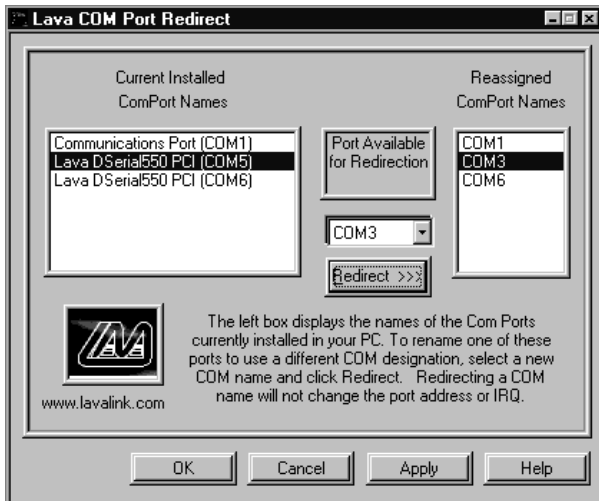 Lava COM Port Redirect
Current Installed
ComPort Names
Reassigned
ComPort Names
Communications Port (COM1)
Lava DSerial550 PCI (COM5)
Lava DSerial550 PCI (COM6)
Port Available
for Redirection
COM1
COM3
COM6
COM3
Redirect >>>
LAVA
www.lavalink.com
The left box displays the names of the Com Ports
currently installed in your PC. To rename one of these
ports to use a different COM designation, select a new
COM name and click Redirect. Redirecting a COM
name will not change the port address or IRQ.
OK
Cancel
Apply
Help